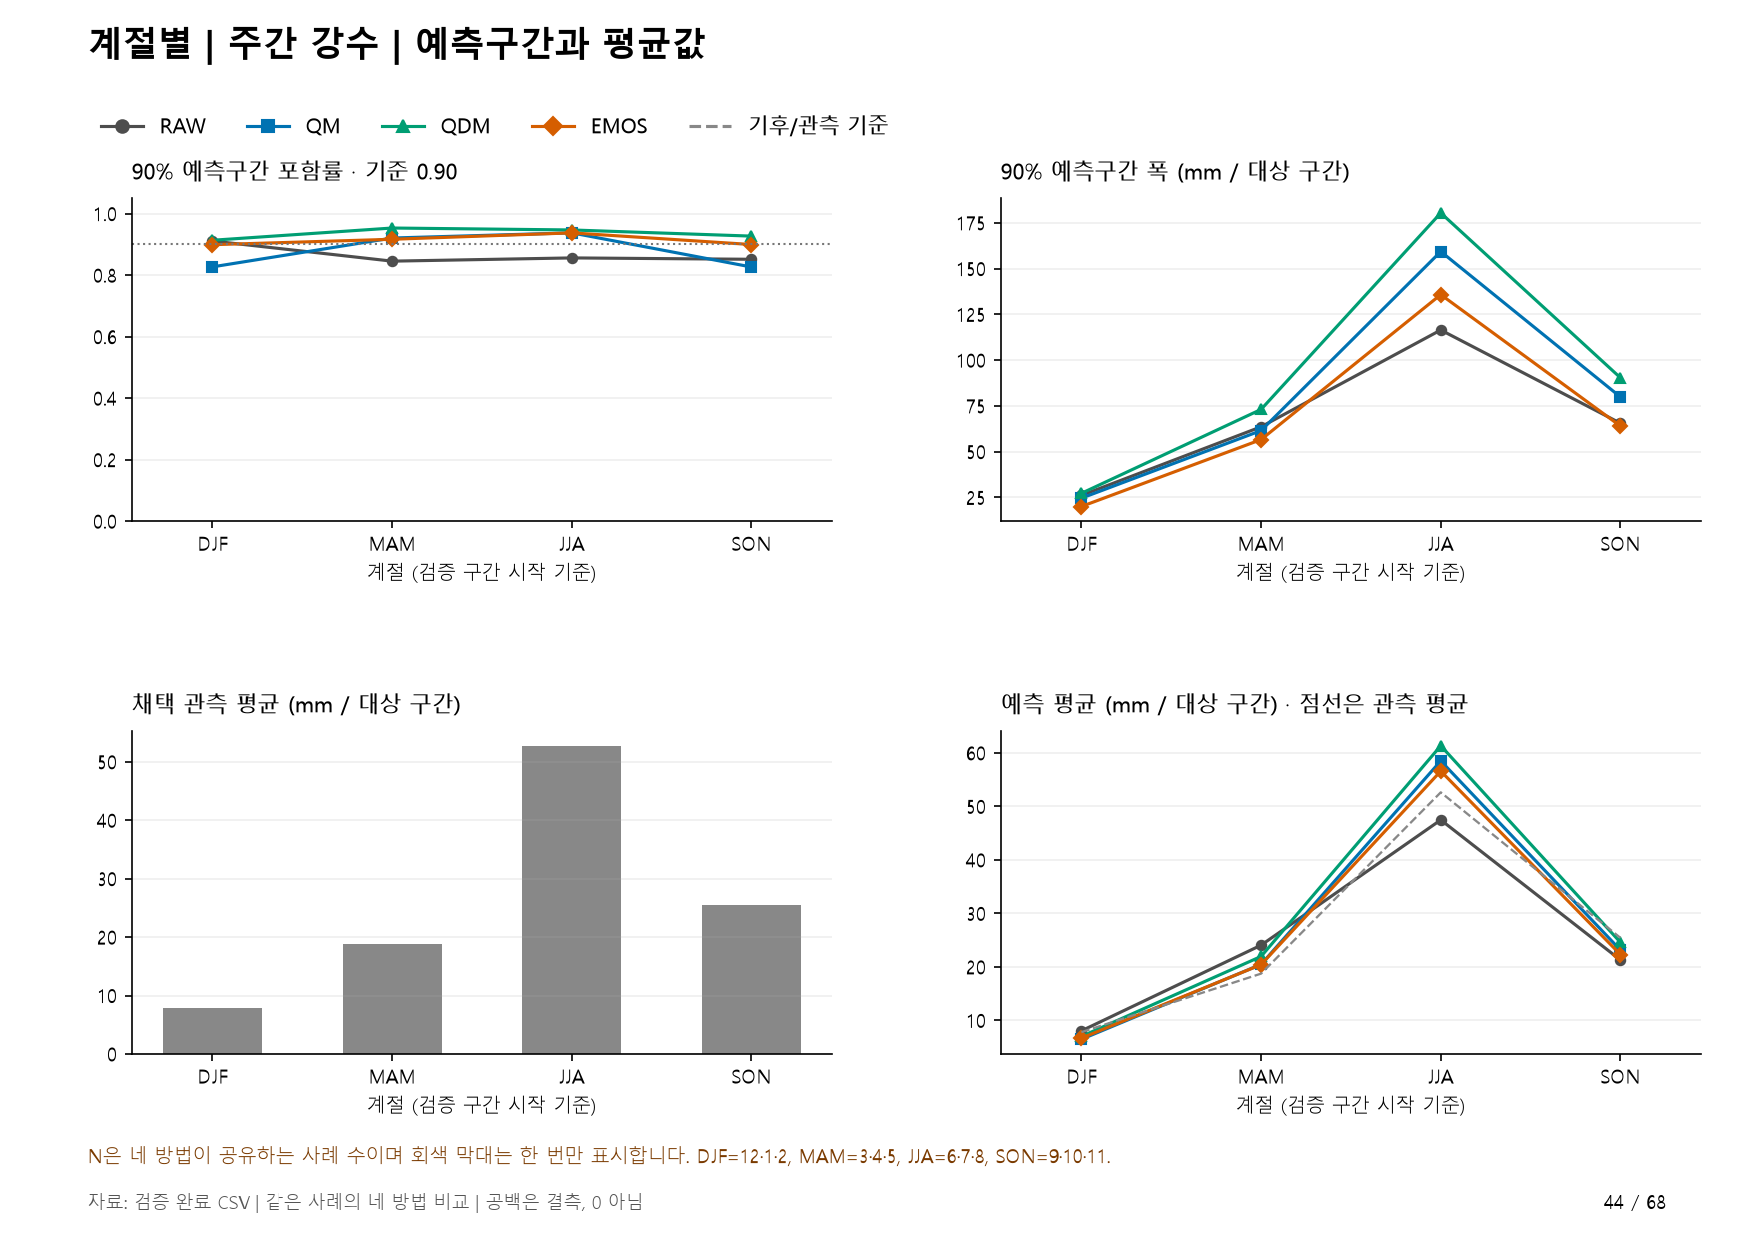 계절별 | 주간 강수 | 예측구간과 평균값
RAW QM QDM EMOS 기후/관측 기준
90% 예측구간 포함률 · 기준 0.90
1.0
0.8
0.6
0.4
0.2
0.0
DJF MAM JJA SON
계절 (검증 구간 시작 기준)
90% 예측구간 폭 (mm / 대상 구간)
175
150
125
100
75
50
25
DJF MAM JJA SON
계절 (검증 구간 시작 기준)
채택 관측 평균 (mm / 대상 구간)
50
40
30
20
10
0
DJF MAM JJA SON
계절 (검증 구간 시작 기준)
예측 평균 (mm / 대상 구간) · 점선은 관측 평균
60
50
40
30
20
10
DJF MAM JJA SON
계절 (검증 구간 시작 기준)
N은 네 방법이 공유하는 사례 수이며 회색 막대는 한 번만 표시합니다. DJF=12·1·2, MAM=3·4·5, JJA=6·7·8, SON=9·10·11.
자료: 검증 완료 CSV | 같은 사례의 네 방법 비교 | 공백은 결측, 0 아님
44 / 68